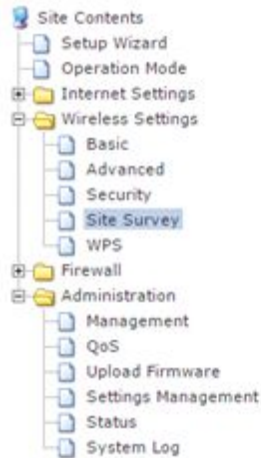 Site Contents
Setup Wizard
Operation Mode
Internet Settings
Wireless Settings
Basic
Advanced
Security
Site Survey
WPS
Firewall
Administration
Management
QoS
Upload Firmware
Settings Management
Status
System Log